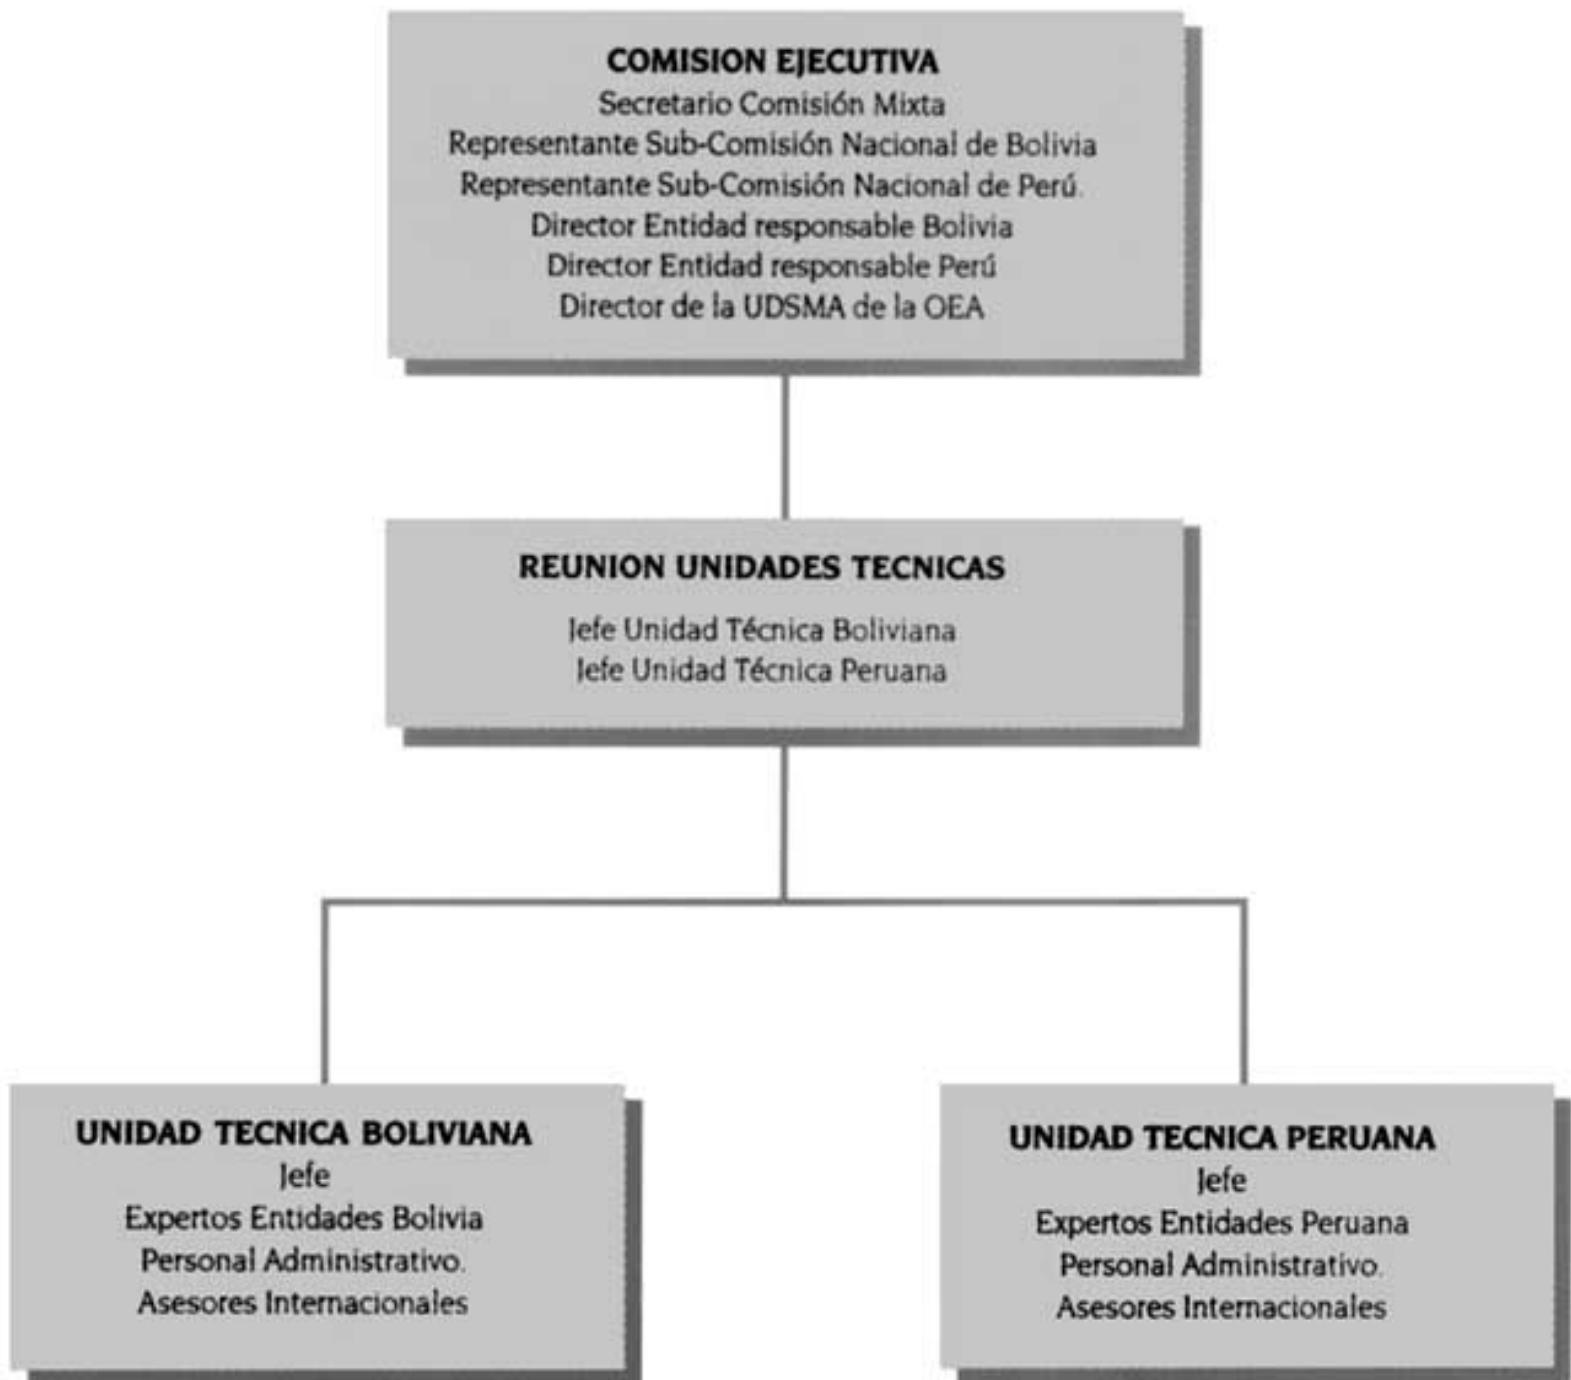 COMISION EJECUTIVA
Secretario Comisión Mixta
Representante Sub-Comisión Nacional de Bolivia
Representante Sub-Comisión Nacional de Perú.
Director Entidad responsable Bolivia
Director Entidad responsable Perú
Director de la UDSMA de la OEA
REUNION UNIDADES TECNICAS
Jefe Unidad Técnica Boliviana
Jefe Unidad Técnica Peruana
UNIDAD TECNICA BOLIVIANA
Jefe
Expertos Entidades Bolivia
Personal Administrativo.
Asesores Internacionales
UNIDAD TECNICA PERUANA
Jefe
Expertos Entidades Peruana
Personal Administrativo.
Asesores Internacionales